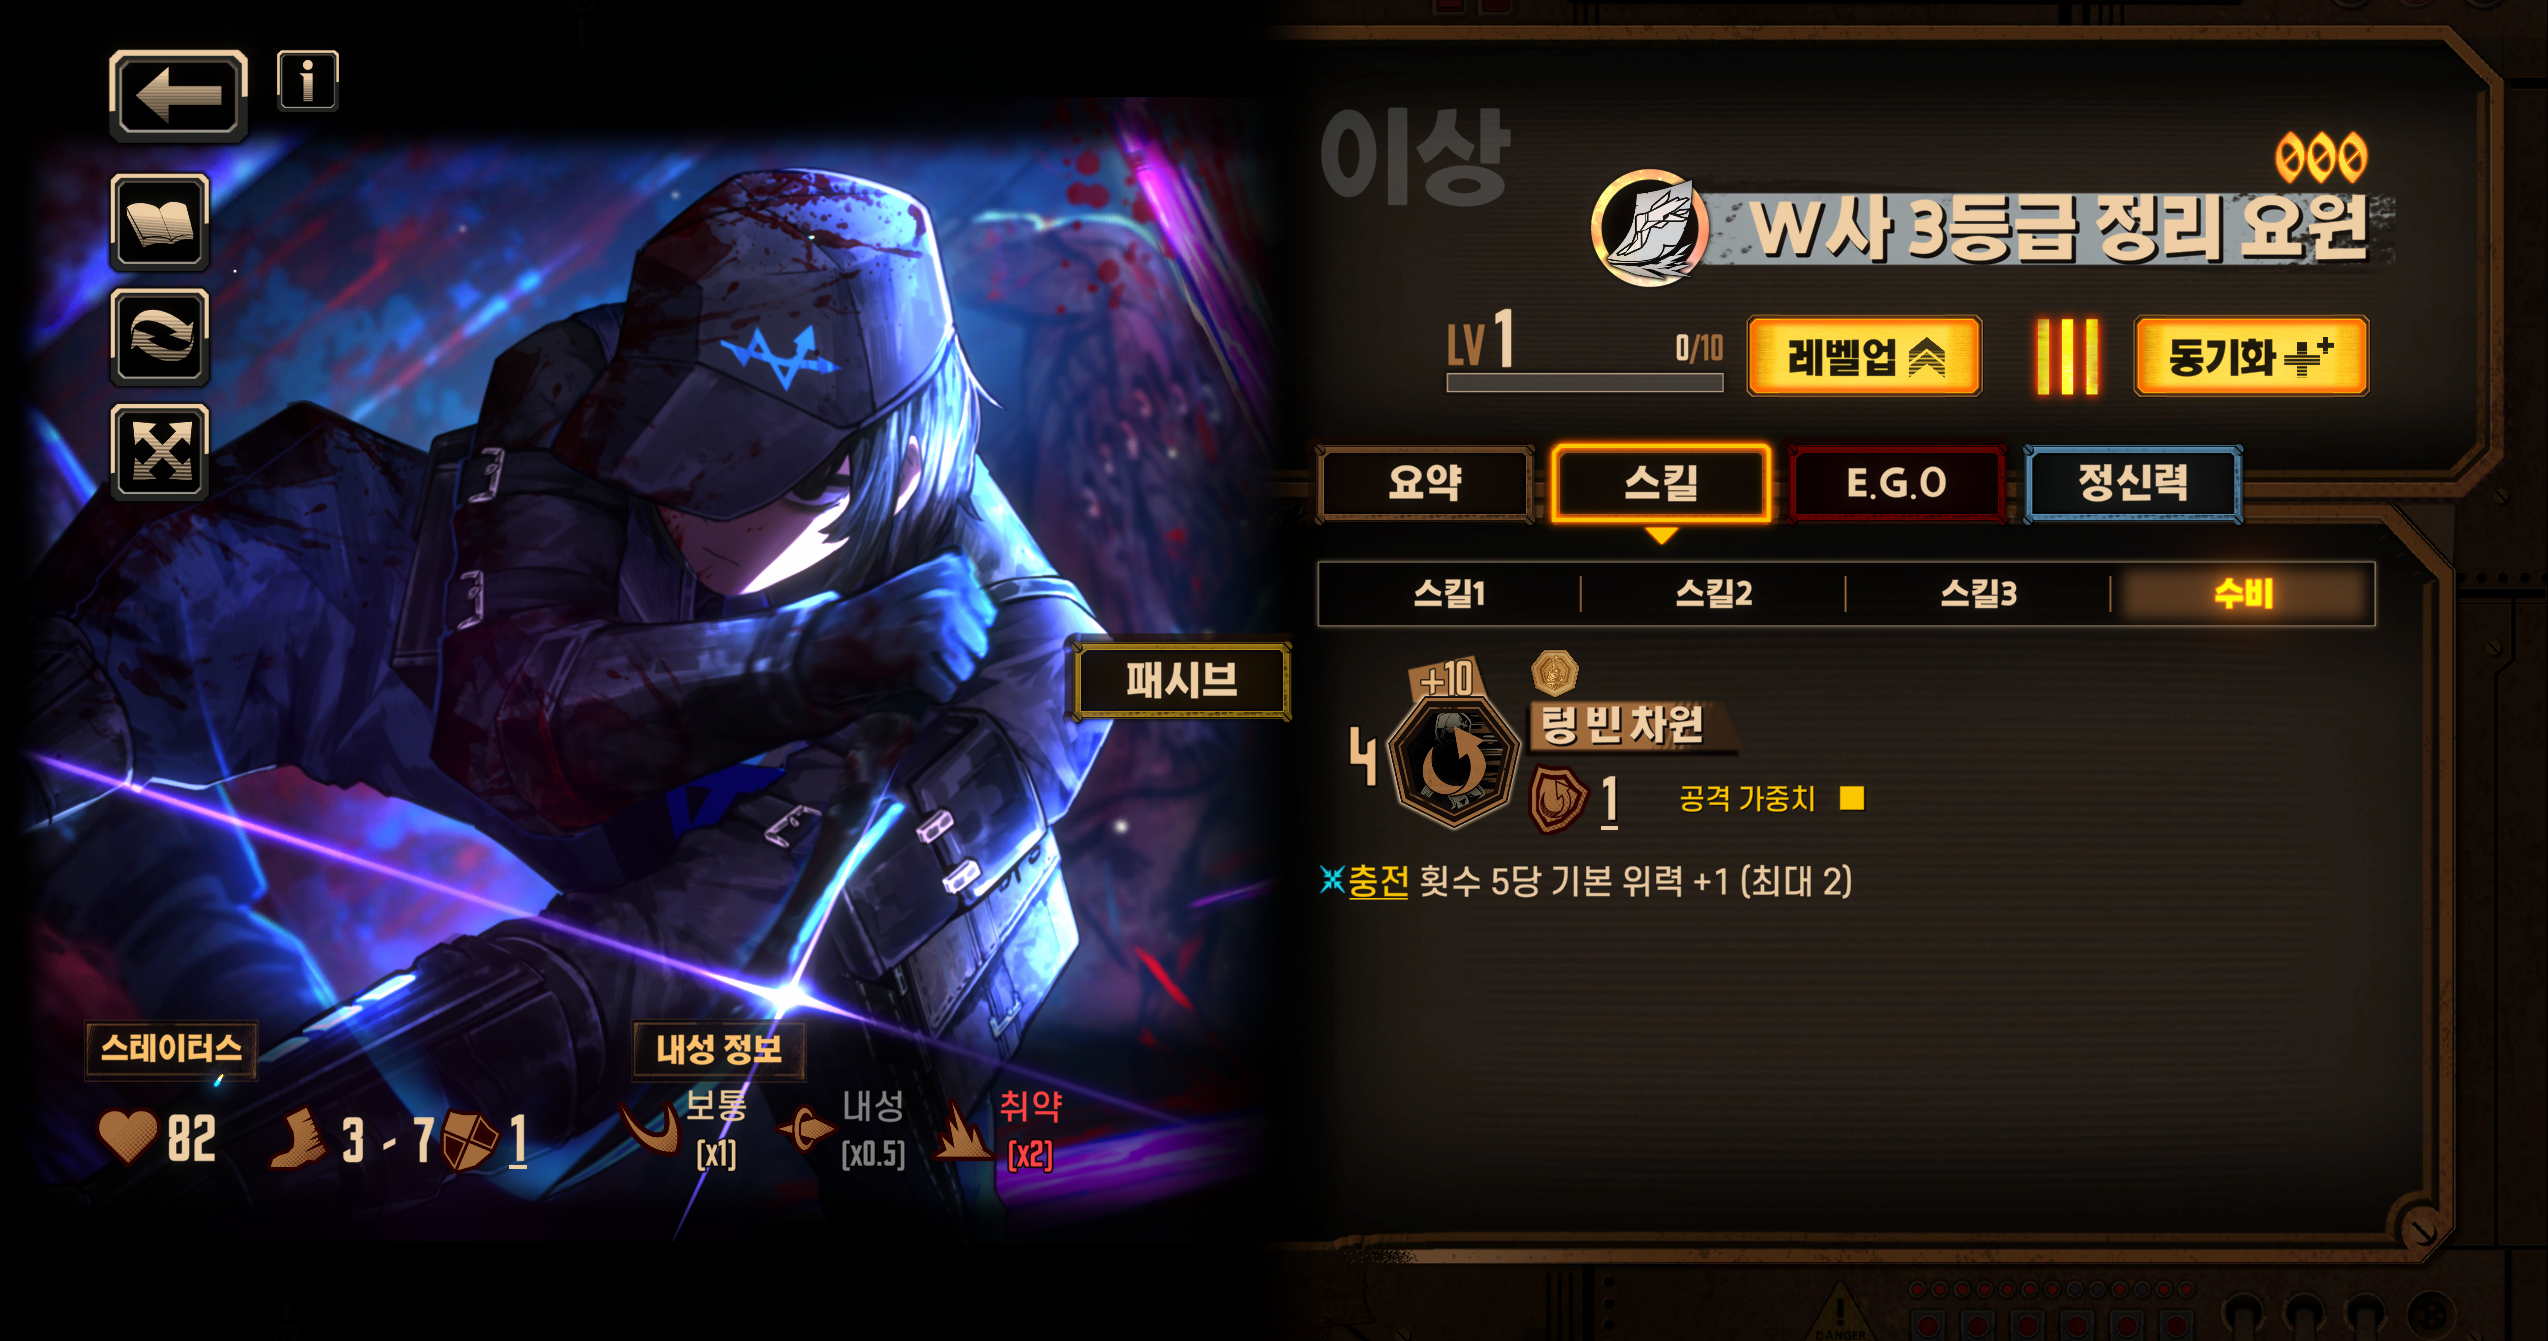 이상
000
W사 3등급 정리 요원
LV 1
0/10
레벨업
동기화
요약
스킬
E.G.O
정신력
스킬1
스킬2
스킬3
수비
패시브
+10
4
텅 빈 차원
1
공격 가중치
충전 횟수 5당 기본 위력 +1 (최대 2)
스테이터스
82
3 - 7
1
내성 정보
보통
[x1]
내성
[x0.5]
취약
[x2]
DANGER